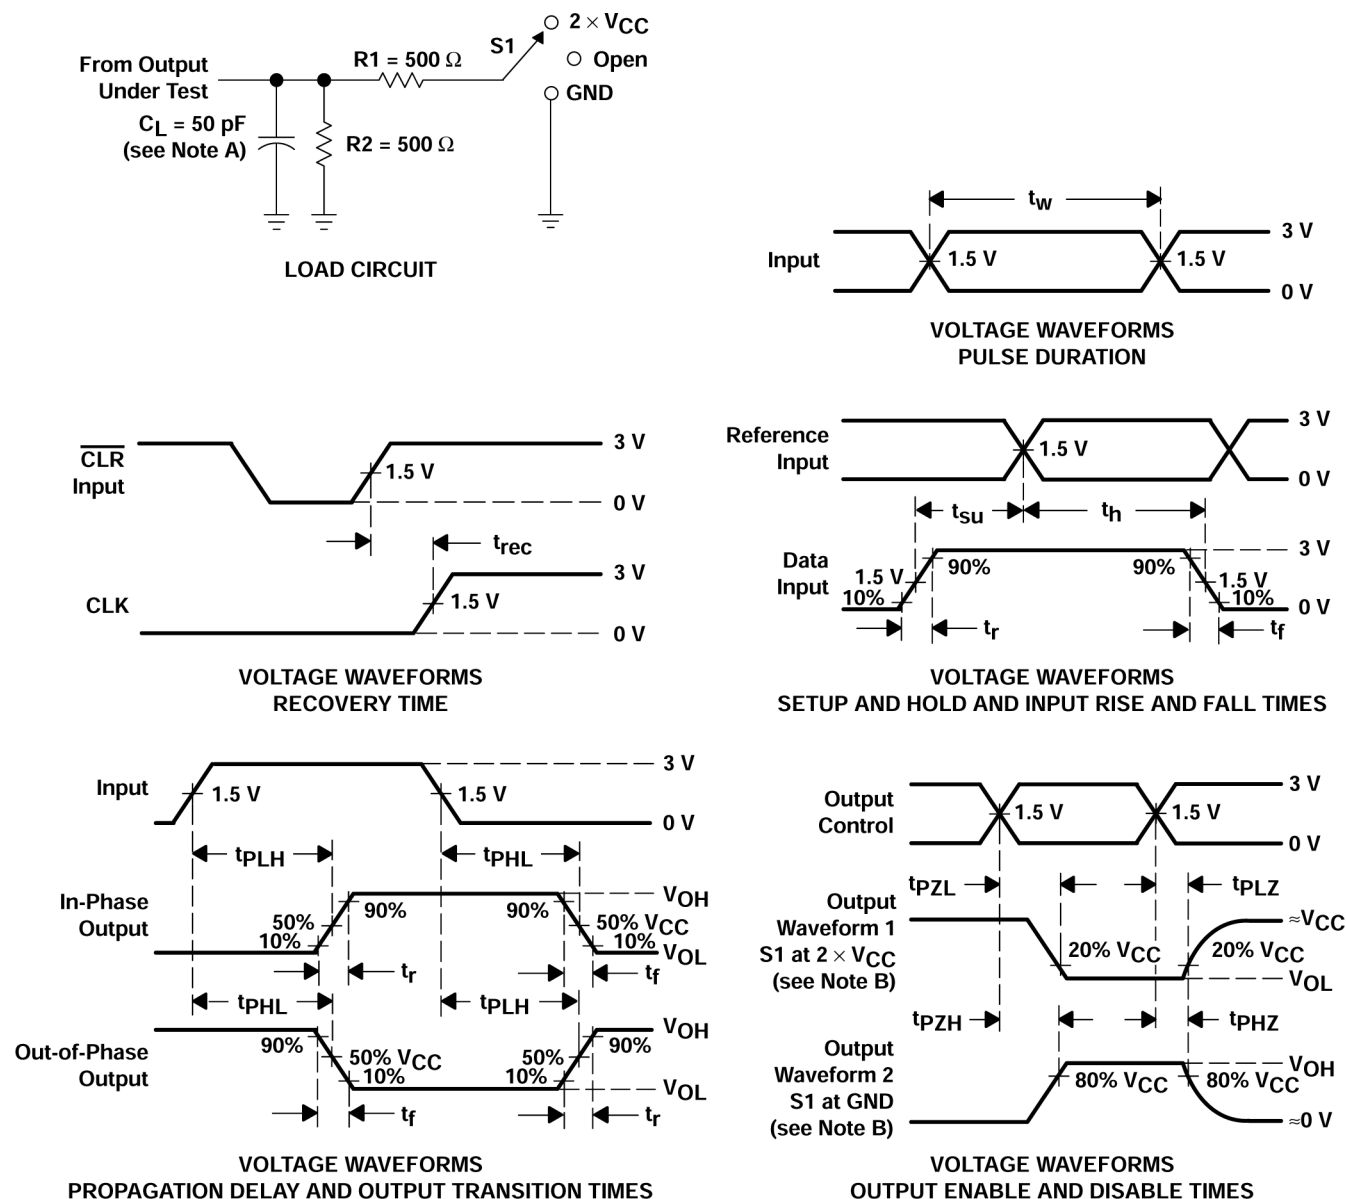 2 × VCC
S1
Open
From Output
Under Test
R1 = 500 Ω
GND
CL = 50 pF
(see Note A)
R2 = 500 Ω
LOAD CIRCUIT
tw
Input
1.5 V
1.5 V
3 V
0 V
VOLTAGE WAVEFORMS
PULSE DURATION
CLR
Input
1.5 V
3 V
0 V
trec
CLK
1.5 V
3 V
0 V
VOLTAGE WAVEFORMS
RECOVERY TIME
Reference
Input
1.5 V
3 V
0 V
tsu
th
Data
Input
1.5 V
10%
90%
90%
1.5 V
10%
3 V
0 V
tr
tf
VOLTAGE WAVEFORMS
SETUP AND HOLD AND INPUT RISE AND FALL TIMES
Input
1.5 V
1.5 V
3 V
0 V
tPLH
tPHL
In-Phase
Output
50%
10%
90%
90%
50% VCC
10%
VOH
VOL
tr
tf
tPHL
tPLH
Out-of-Phase
Output
90%
50% VCC
10%
50%
10%
90%
VOH
VOL
tf
tr
VOLTAGE WAVEFORMS
PROPAGATION DELAY AND OUTPUT TRANSITION TIMES
Output
Control
1.5 V
1.5 V
3 V
0 V
tPZL
tPLZ
Output
Waveform 1
S1 at 2 × VCC
(see Note B)
20% VCC
20% VCC
≈VCC
VOL
tPZH
tPHZ
Output
Waveform 2
S1 at GND
(see Note B)
80% VCC
80% VCC
VOH
≈0 V
VOLTAGE WAVEFORMS
OUTPUT ENABLE AND DISABLE TIMES